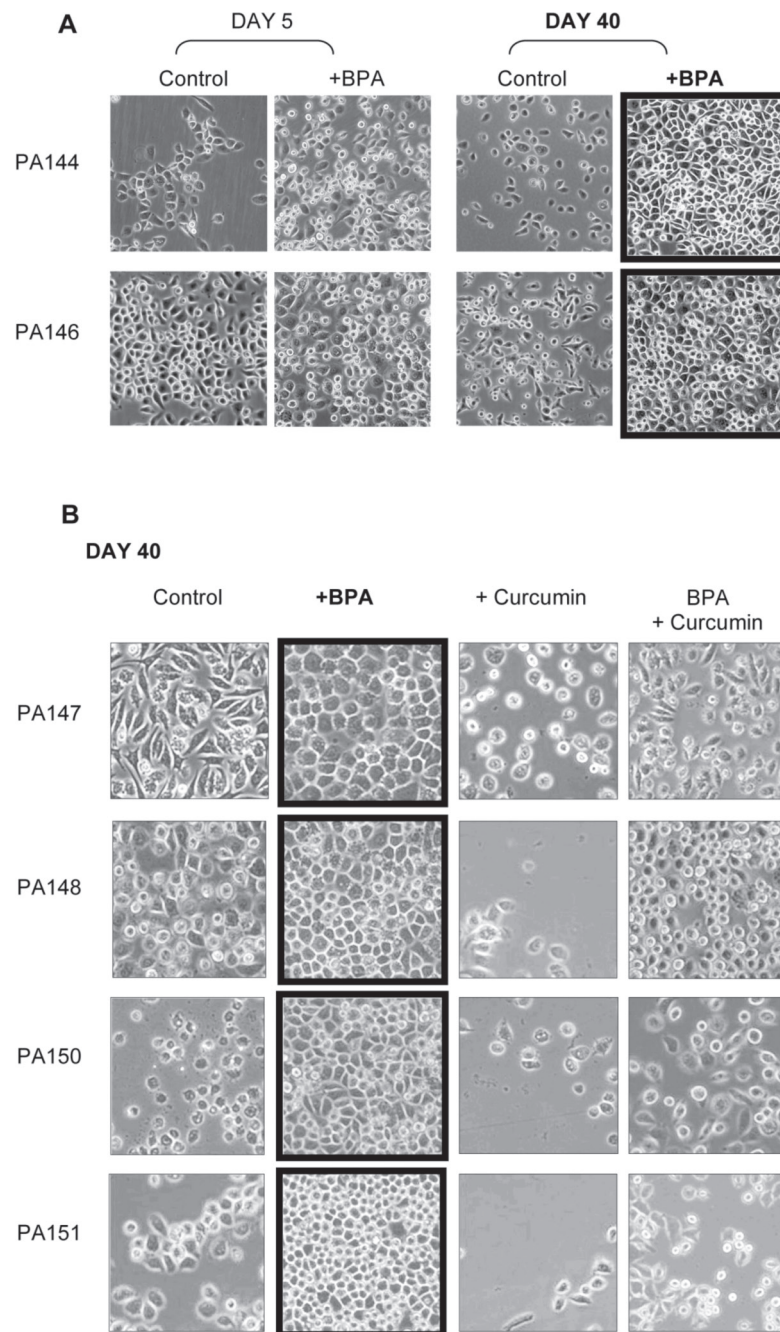 A
DAY 5 DAY 40
Control +BPA Control +BPA
PA144
PA146
B
DAY 40
Control +BPA + Curcumin BPA
+ Curcumin
PA147
PA148
PA150
PA151